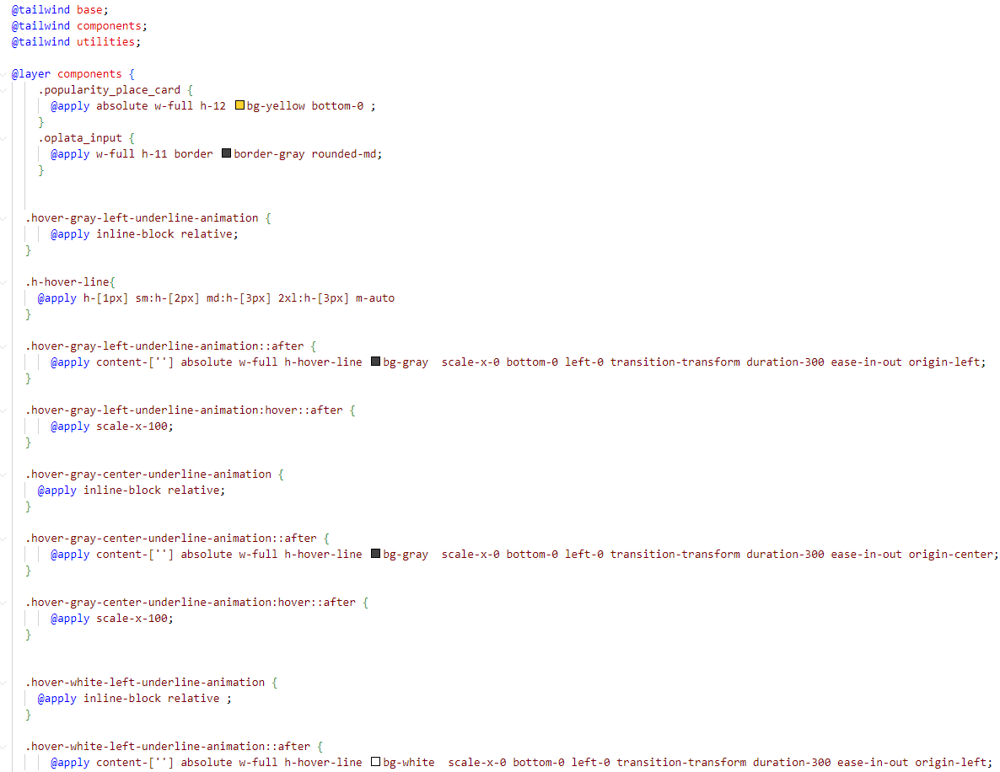 @tailwind base;
@tailwind components;
@tailwind utilities;
@layer components {
.popularity_place_card {
@apply absolute w-full h-12 bg-yellow bottom-0 ;
}
.oplata_input {
@apply w-full h-11 border border-gray rounded-md;
}
.hover-gray-left-underline-animation {
@apply inline-block relative;
}
.h-hover-line{
@apply h-[1px] sm:h-[2px] md:h-[3px] 2xl:h-[3px] m-auto
}
.hover-gray-left-underline-animation::after {
@apply content-[''] absolute w-full h-hover-line bg-gray  scale-x-0 bottom-0 left-0 transition-transform duration-300 ease-in-out origin-left;
}
.hover-gray-left-underline-animation:hover::after {
@apply scale-x-100;
}
.hover-gray-center-underline-animation {
@apply inline-block relative;
}
.hover-gray-center-underline-animation::after {
@apply content-[''] absolute w-full h-hover-line bg-gray  scale-x-0 bottom-0 left-0 transition-transform duration-300 ease-in-out origin-center;
}
.hover-gray-center-underline-animation:hover::after {
@apply scale-x-100;
}
.hover-white-left-underline-animation {
@apply inline-block relative ;
}
.hover-white-left-underline-animation::after {
@apply content-[''] absolute w-full h-hover-line bg-white  scale-x-0 bottom-0 left-0 transition-transform duration-300 ease-in-out origin-left;